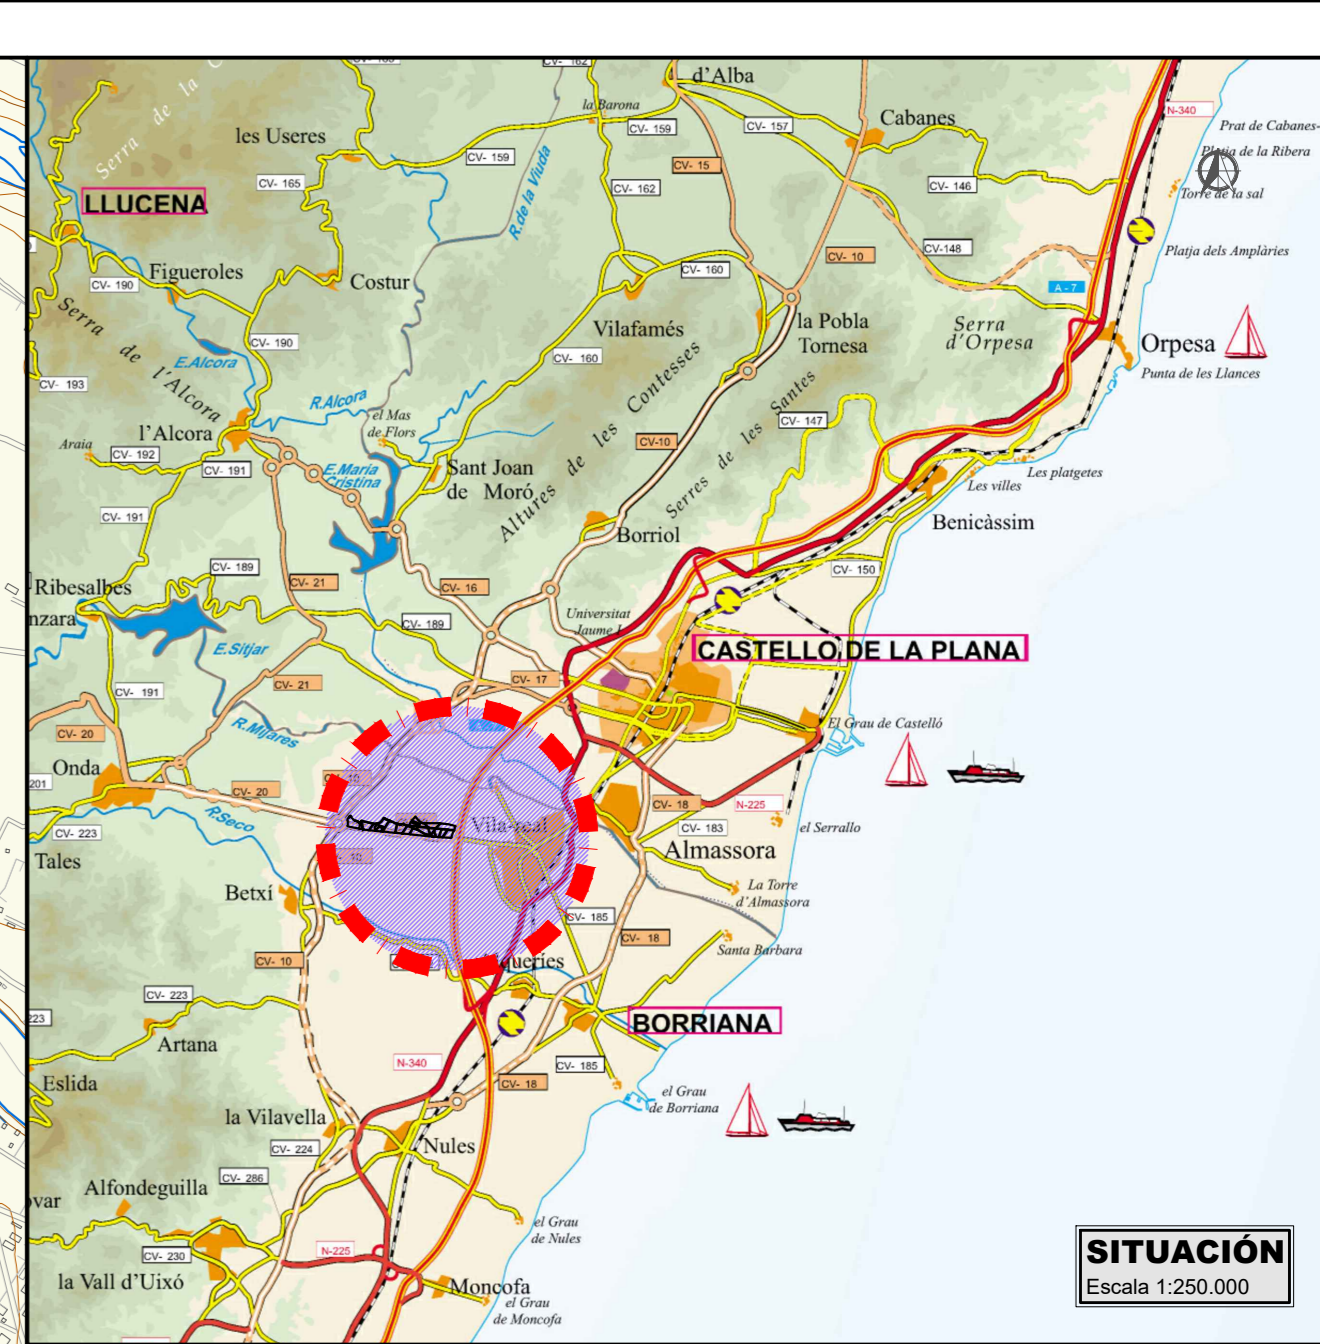 d'Alba
la Barona
CV- 159
CV- 157
Cabanes
N-340
Prat de Cabanes-
Platja de la Ribera
Serra de la
les Useres
CV- 159
CV- 15
CV- 165
CV- 162
CV- 146
Torre de la sal
LLUCENA
R.de la Viuda
CV-148
Platja dels Amplàries
Figueroles
CV- 190
Costur
CV- 160
CV- 10
A - 7
Serra de l'Alcora
Vilafamés
la Pobla
Tornesa
Serra
d'Orpesa
Orpesa
CV- 190
E.Alcora
CV- 160
Punta de les Llances
CV- 193
R.Alcora
Altures de les Contesses
Serres de les Santes
el Mas
de Flors
CV- 147
l'Alcora
Araia
CV- 192
CV- 191
CV-10
E.María
Cristina
Sant Joan
de Moró
Les platgetes
Les villes
CV- 191
Borriol
Benicàssim
CV- 189
CV- 150
Ribesalbes
CV- 21
CV- 16
nzara
CV- 189
Universitat
Jaume I
E.Sitjar
CASTELLO DE LA PLANA
CV- 191
CV- 21
CV- 17
R.Mijares
El Grau de Castelló
CV- 20
Onda
201
CV- 20
CV- 18
N-225
R.Seco
CV- 223
Vila-real
CV- 183
el Serrallo
Tales
Almassora
Betxí
La Torre
d'Almassora
CV- 185
CV- 18
Santa Barbara
CV- 10
queríes
CV- 223
223
BORRIANA
Artana
N-340
CV- 185
Eslida
CV- 18
el Grau
de Borriana
la Vilavella
CV- 224
Nules
CV- 286
Alfondeguilla
ovar
el Grau
de Nules
CV- 230
N-225
la Vall d'Uixó
Moncofa
el Grau
de Moncofa
SITUACIÓN
Escala 1:250.000